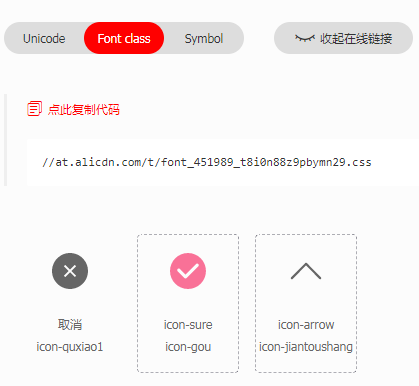 Unicode Font class Symbol 收起在线链接
点此复制代码
//at.alicdn.com/t/font_451989_t8i0n88z9pbymn29.css
取消 icon-sure icon-arrow
icon-quxiao1 icon-gou icon-jiantoushang